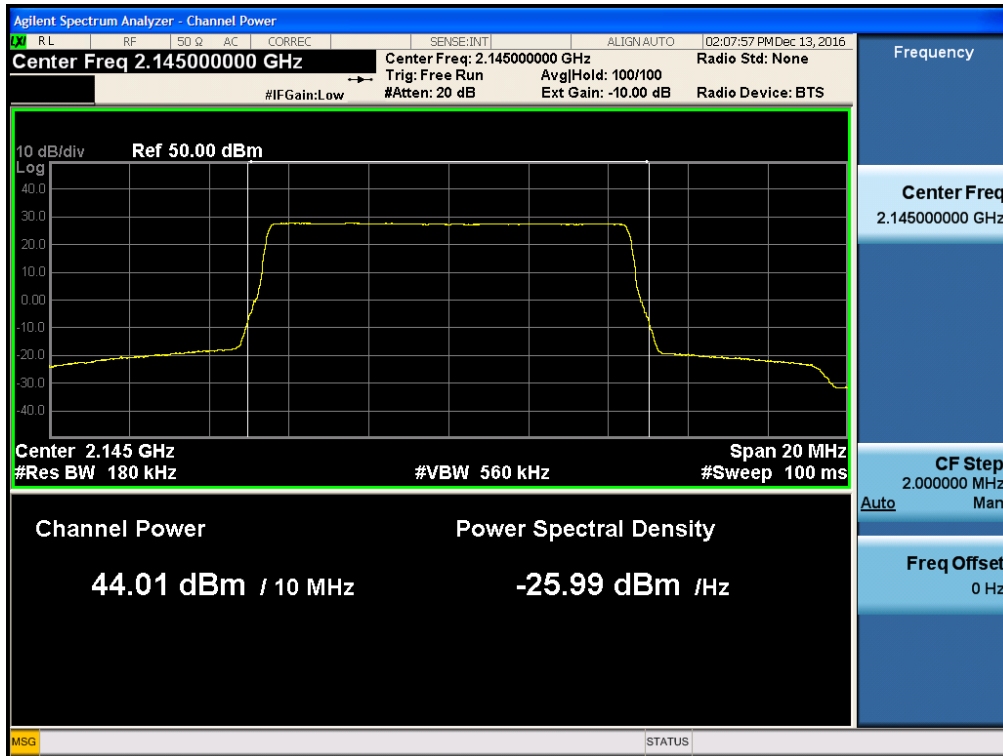 Agilent Spectrum Analyzer - Channel Power
LXI RL RF 50 Ω AC CORREC SENSE:INT ALIGN AUTO 02:07:57 PM Dec 13, 2016
Center Freq 2.145000000 GHz
Center Freq: 2.145000000 GHz Radio Std: None
Trig: Free Run Avg|Hold: 100/100
#IFGain:Low #Atten: 20 dB Ext Gain: -10.00 dB Radio Device: BTS
10 dB/div Ref 50.00 dBm
Log
40.0
30.0
20.0
10.0
0.00
-10.0
-20.0
-30.0
-40.0
Center 2.145 GHz Span 20 MHz
#Res BW 180 kHz #VBW 560 kHz #Sweep 100 ms
Channel Power Power Spectral Density
44.01 dBm / 10 MHz -25.99 dBm /Hz
Frequency
Center Freq
2.145000000 GHz
CF Step
2.000000 MHz
Auto Man
Freq Offset
0 Hz
MSG STATUS